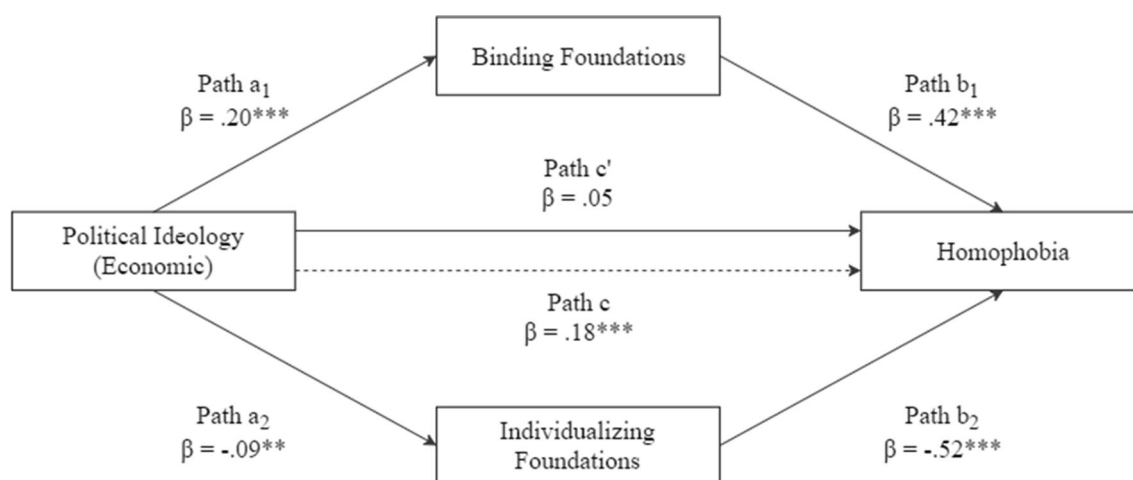 Binding Foundations
Path a1
β = .20***
Path b1
β = .42***
Path c'
β = .05
Political Ideology
(Economic)
Homophobia
Path c
β = .18***
Path a2
β = -.09**
Individualizing
Foundations
Path b2
β = -.52***